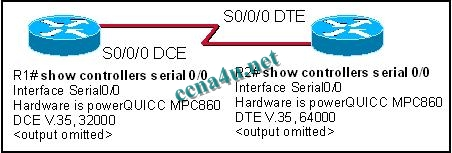 S0/0/0 DTE
S0/0/0 DCE
R1# show controllers serial 0/0
Interface Serial0/0
Hardware is powerQUICC MPC860
DCE V.35, 32000
<output omitted>
R2# show controllers serial 0/0
Interface Serial0/0
Hardware is powerQUICC MPC860
DTE V.35, 64000
<output omitted>
ccna4u.net